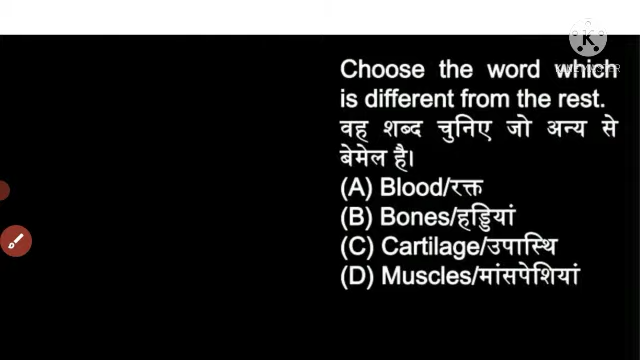 K
KINEMASTER
Choose the word which
is different from the rest.
वह शब्द चुनिए जो अन्य से
बेमेल है।
(A) Blood/रक्त
(B) Bones/हड्डियां
(C) Cartilage/उपास्थि
(D) Muscles/मांसपेशियां